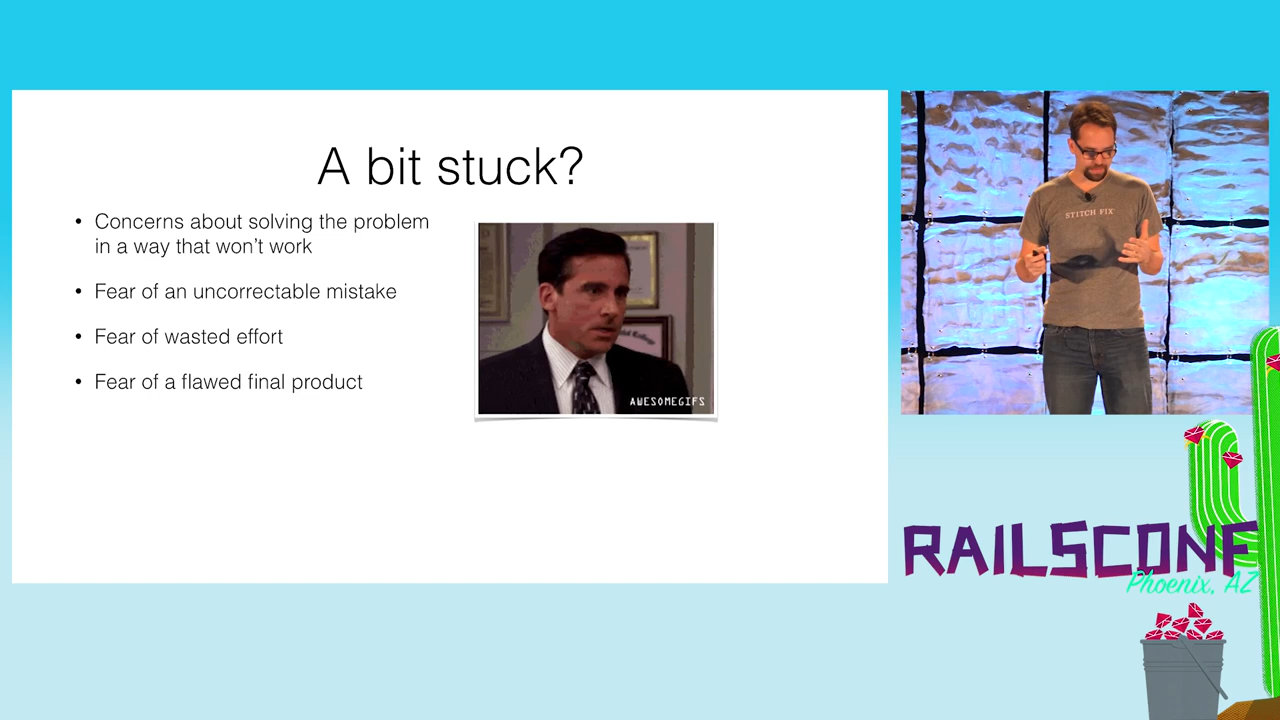 A bit stuck?
• Concerns about solving the problem
in a way that won't work
• Fear of an uncorrectable mistake
• Fear of wasted effort
• Fear of a flawed final product
AWESOMEGIFS
STITCH FIX
RAILSCONF
Phoenix, AZ